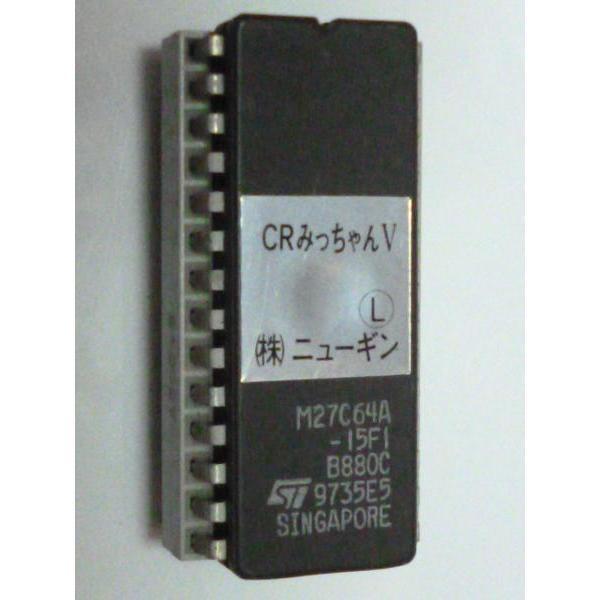 CRみっちゃんV
Ⓛ
㈱ニューギン
M27C64A
-15F1
B880C
ST 9735E5
SINGAPORE